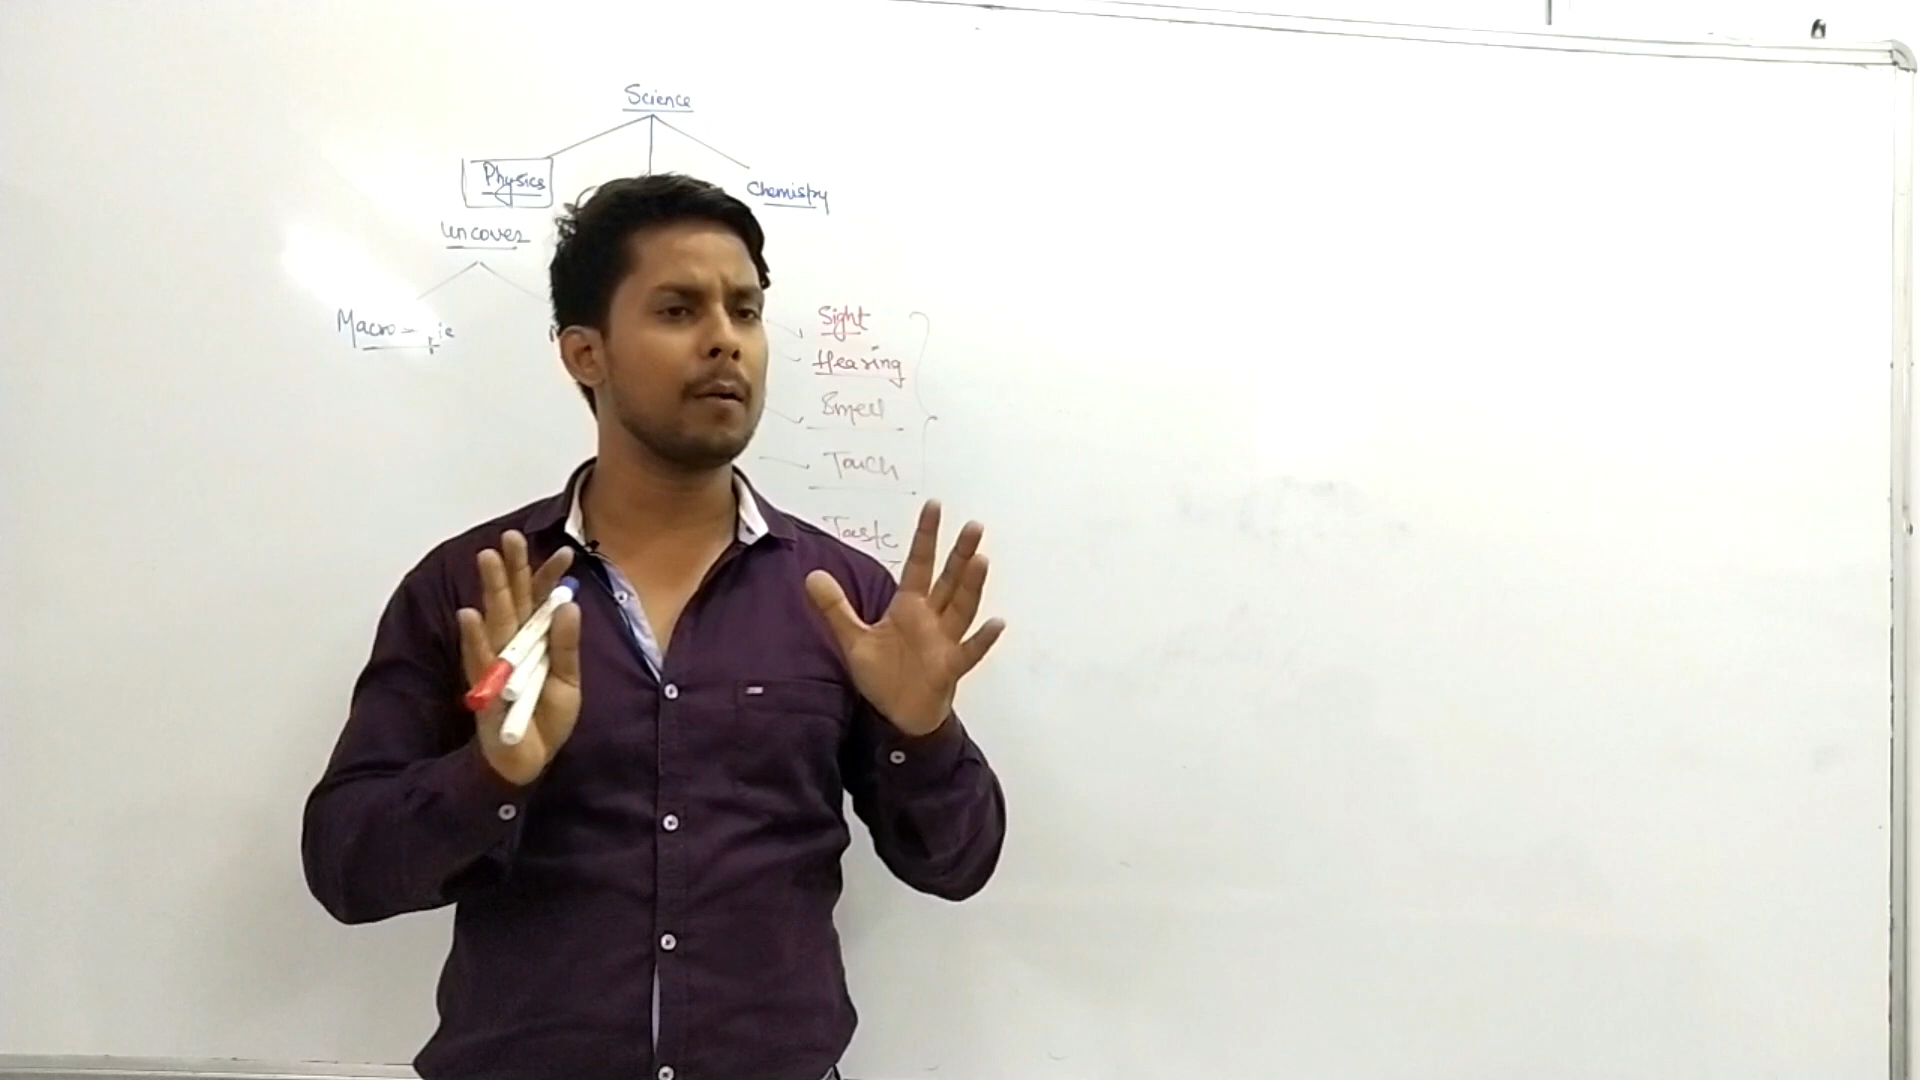 Science
Physics
Chemistry
Uncover
Sight
Hearing
Smell
Touch
Taste